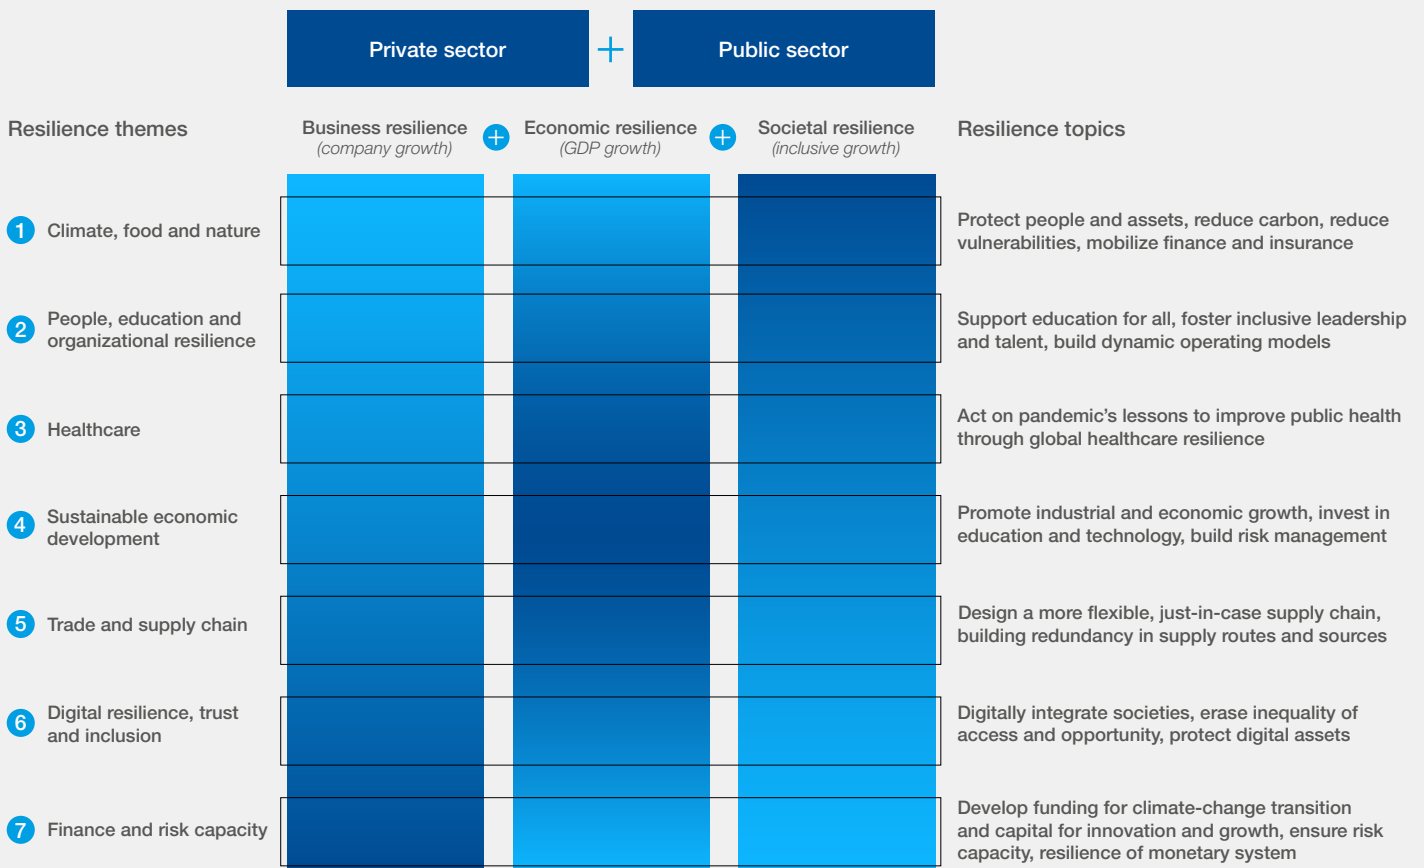 Private sector
+
Public sector
Resilience themes
Business resilience
(company growth)
+
Economic resilience
(GDP growth)
+
Societal resilience
(inclusive growth)
Resilience topics
1
Climate, food and nature
Protect people and assets, reduce carbon, reduce
vulnerabilities, mobilize finance and insurance
2
People, education and
organizational resilience
Support education for all, foster inclusive leadership
and talent, build dynamic operating models
3
Healthcare
Act on pandemic's lessons to improve public health
through global healthcare resilience
4
Sustainable economic
development
Promote industrial and economic growth, invest in
education and technology, build risk management
5
Trade and supply chain
Design a more flexible, just-in-case supply chain,
building redundancy in supply routes and sources
6
Digital resilience, trust
and inclusion
Digitally integrate societies, erase inequality of
access and opportunity, protect digital assets
7
Finance and risk capacity
Develop funding for climate-change transition
and capital for innovation and growth, ensure risk
capacity, resilience of monetary system